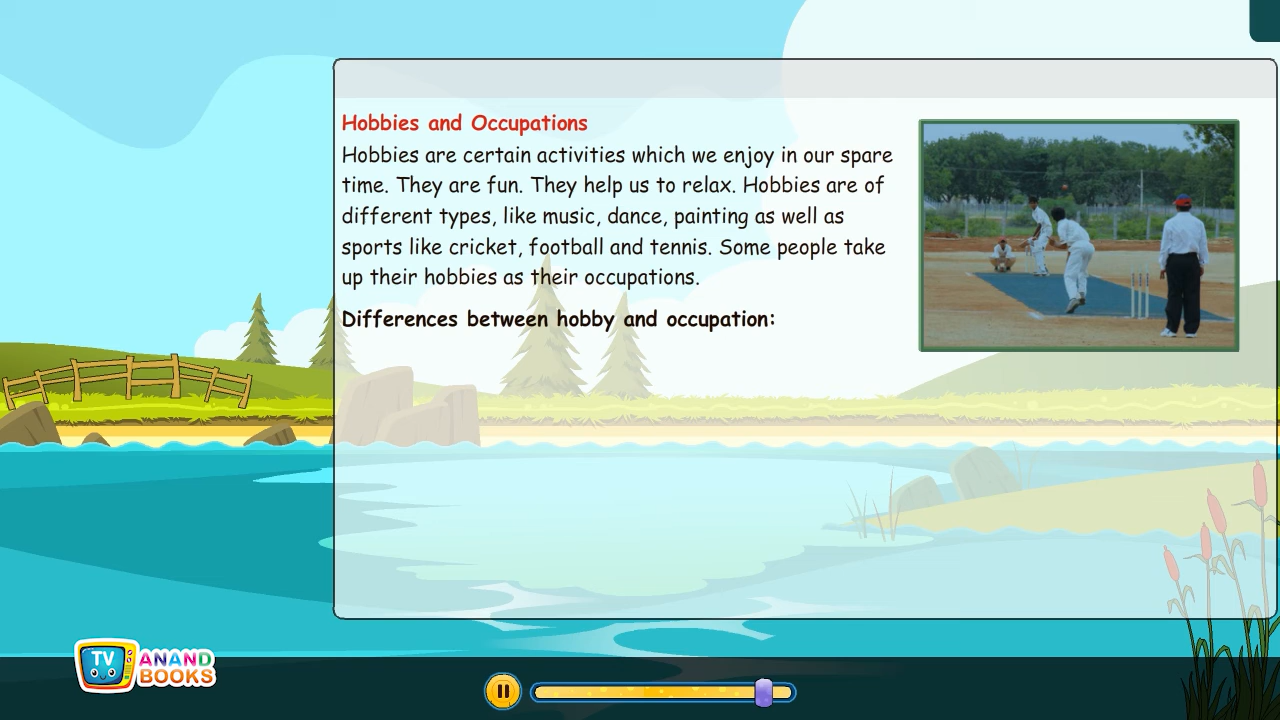 Hobbies and Occupations
Hobbies are certain activities which we enjoy in our spare
time. They are fun. They help us to relax. Hobbies are of
different types, like music, dance, painting as well as
sports like cricket, football and tennis. Some people take
up their hobbies as their occupations.
Differences between hobby and occupation:
TV
ANAND
BOOKS